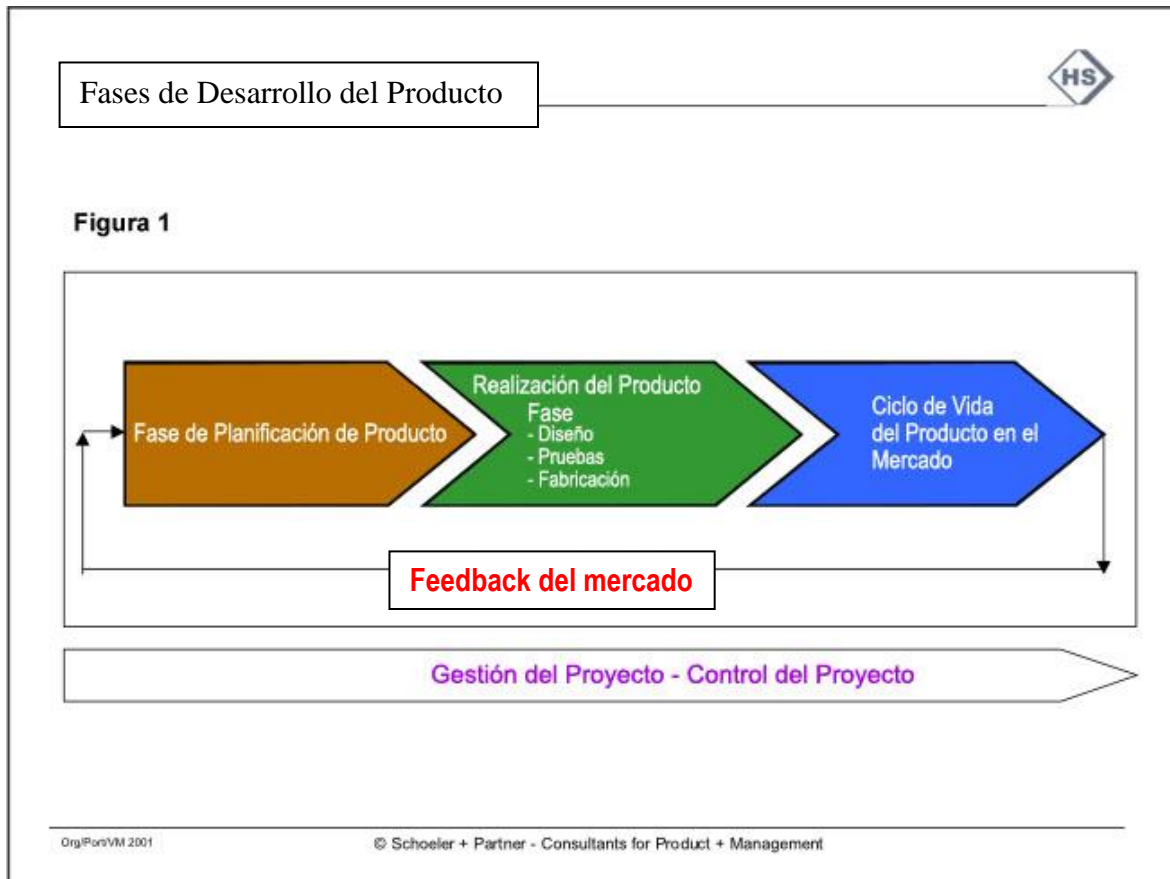 Fases de Desarrollo del Producto
HS
Figura 1
Fase de Planificación de Producto
Realización del Producto
Fase
- Diseño
- Pruebas
- Fabricación
Ciclo de Vida
del Producto en el
Mercado
Feedback del mercado
Gestión del Proyecto - Control del Proyecto
Org/Port/VM 2001
© Schoeler + Partner - Consultants for Product + Management